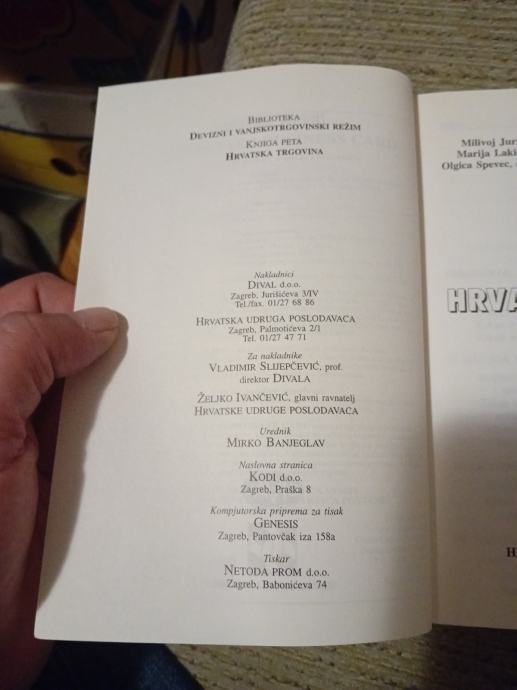 BIBLIOTEKA
DEVIZNI I VANJSKOTRGOVINSKI REŽIM
KNJIGA PETA
HRVATSKA TRGOVINA
Nakladnici
DIVAL d.o.o.
Zagreb, Jurišićeva 3/IV
Tel./fax. 01/27 68 86
HRVATSKA UDRUGA POSLODAVACA
Zagreb, Palmotićeva 2/1
Tel. 01/27 47 71
Za nakladnike
VLADIMIR SLIJEPČEVIĆ, prof.
direktor DIVALA
ŽELJKO IVANČEVIĆ, glavni ravnatelj
HRVATSKE UDRUGE POSLODAVACA
Urednik
MIRKO BANJEGLAV
Naslovna stranica
KODI d.o.o.
Zagreb, Praška 8
Kompjutorska priprema za tisak
GENESIS
Zagreb, Pantovčak iza 158a
Tiskar
NETODA PROM d.o.o.
Zagreb, Babonićeva 74
Milivoj Jur
Marija Laki
Olgica Spevec,
HRVA
H